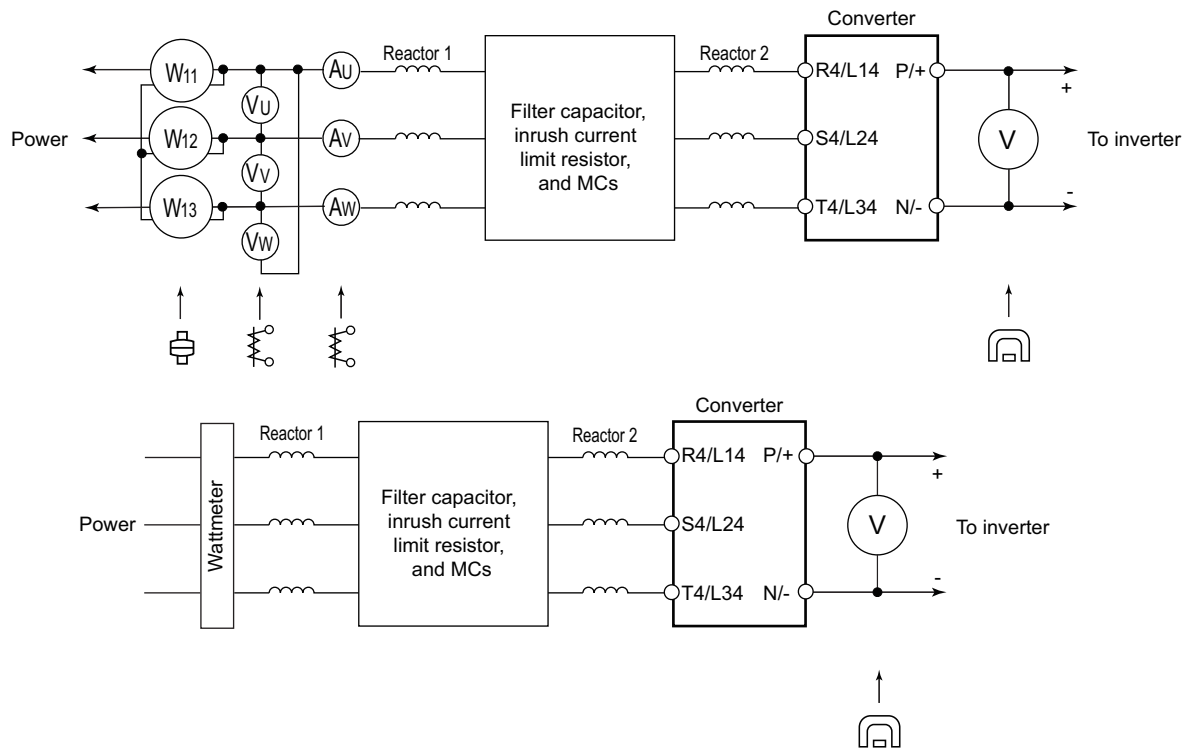 Converter
Reactor 1
Reactor 2
W11
AU
R4/L14 P/+
+
VU
Filter capacitor,
inrush current
limit resistor,
and MCs
Power
W12
AV
S4/L24
V
To inverter
VV
W13
AW
T4/L34 N/-
-
VW
Converter
Reactor 1
Reactor 2
R4/L14 P/+
+
Power
Wattmeter
Filter capacitor,
inrush current
limit resistor,
and MCs
S4/L24
V
To inverter
T4/L34 N/-
-